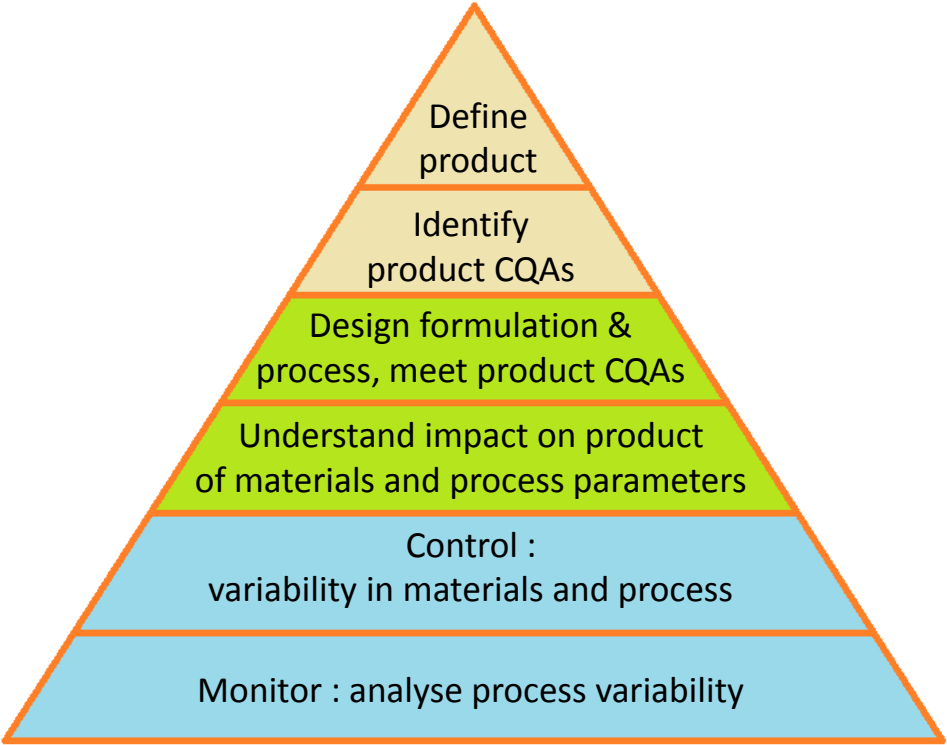 Define
product
Identify
product CQAs
Design formulation &
process, meet product CQAs
Understand impact on product
of materials and process parameters
Control :
variability in materials and process
Monitor : analyse process variability